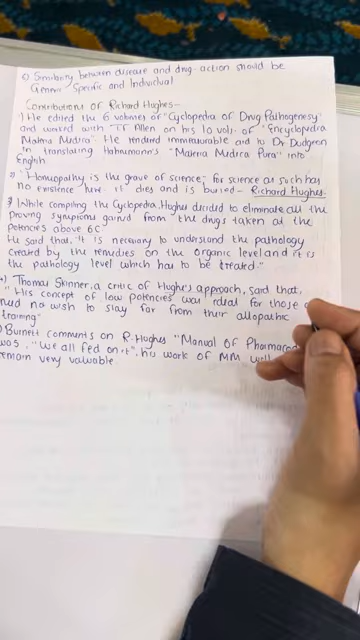 c) Similarity between disease and drug action should be
Generic, Specific and Individual
Contributions of Richard Hughes-
1) He edited the 6 volumes of "Cyclopedia of Drug Pathogenesy"
and worked with TF Allen on his 10 vols. of "Encyclopedia
Materia Medica". He rendered immeasurable aid to Dr Dudgeon
in translating Hahnemann's "Materia Medica Pura" into
English
2) "Homeopathy is the grave of science; for science as such has
no existence here. it dies and is buried- Richard Hughes.
3) While compiling the Cyclopedia, Hughes decided to eliminate all the
proving symptoms gained from the drugs taken at the
potencies above 6C
He said that, "It is necessary to understand the pathology
created by the remedies on the organic level and it is
the pathology level which has to be treated."
Thomas Skinner, a critic of Hughe's approach, said that,
"His concept of low potencies was ideal for those
had no wish to stay far from their allopathic
training"
Burnett comments on R. Hughes "Manual of Pharmacod
was, "We all fed on it", his work of MM will
remain very valuable